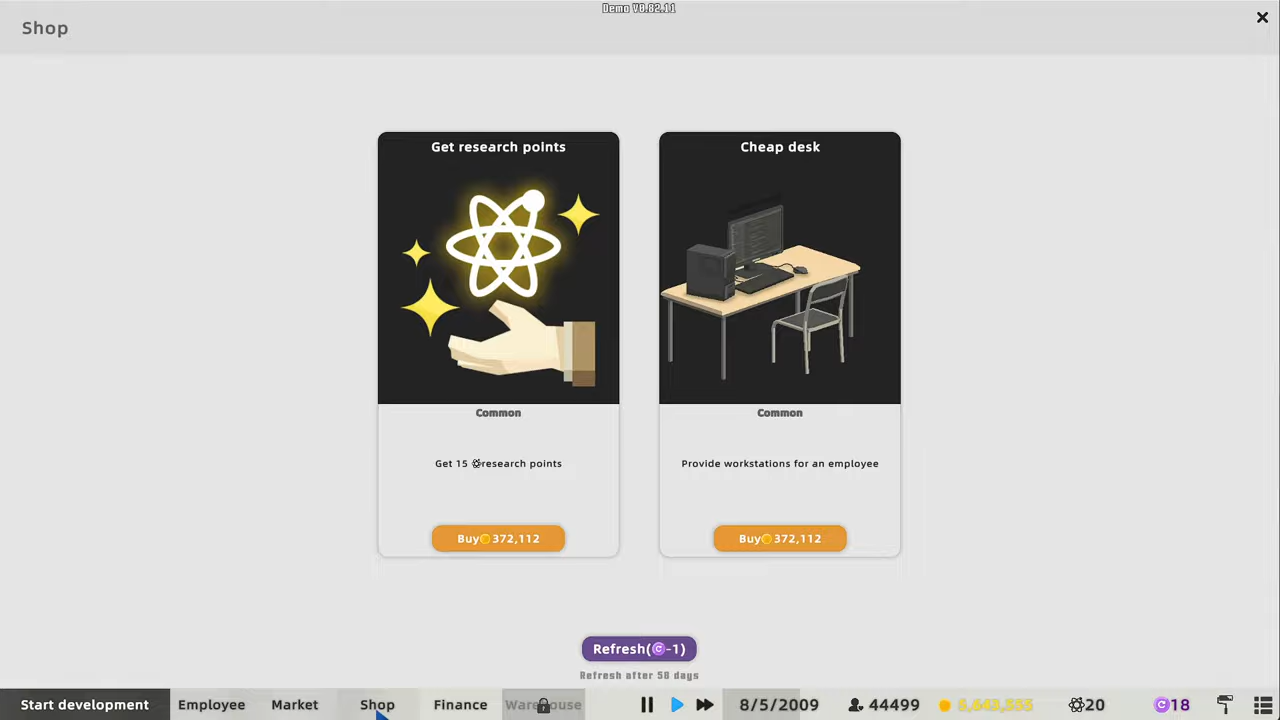 Demo V0.82.11
Shop
Get research points
Cheap desk
Common
Common
Get 15 research points
Provide workstations for an employee
Buy 372,112
Buy 372,112
Refresh( C -1)
Refresh after 58 days
Start development
Employee
Market
Shop
Finance
Warehouse
8/5/2009
44499
20
C 18